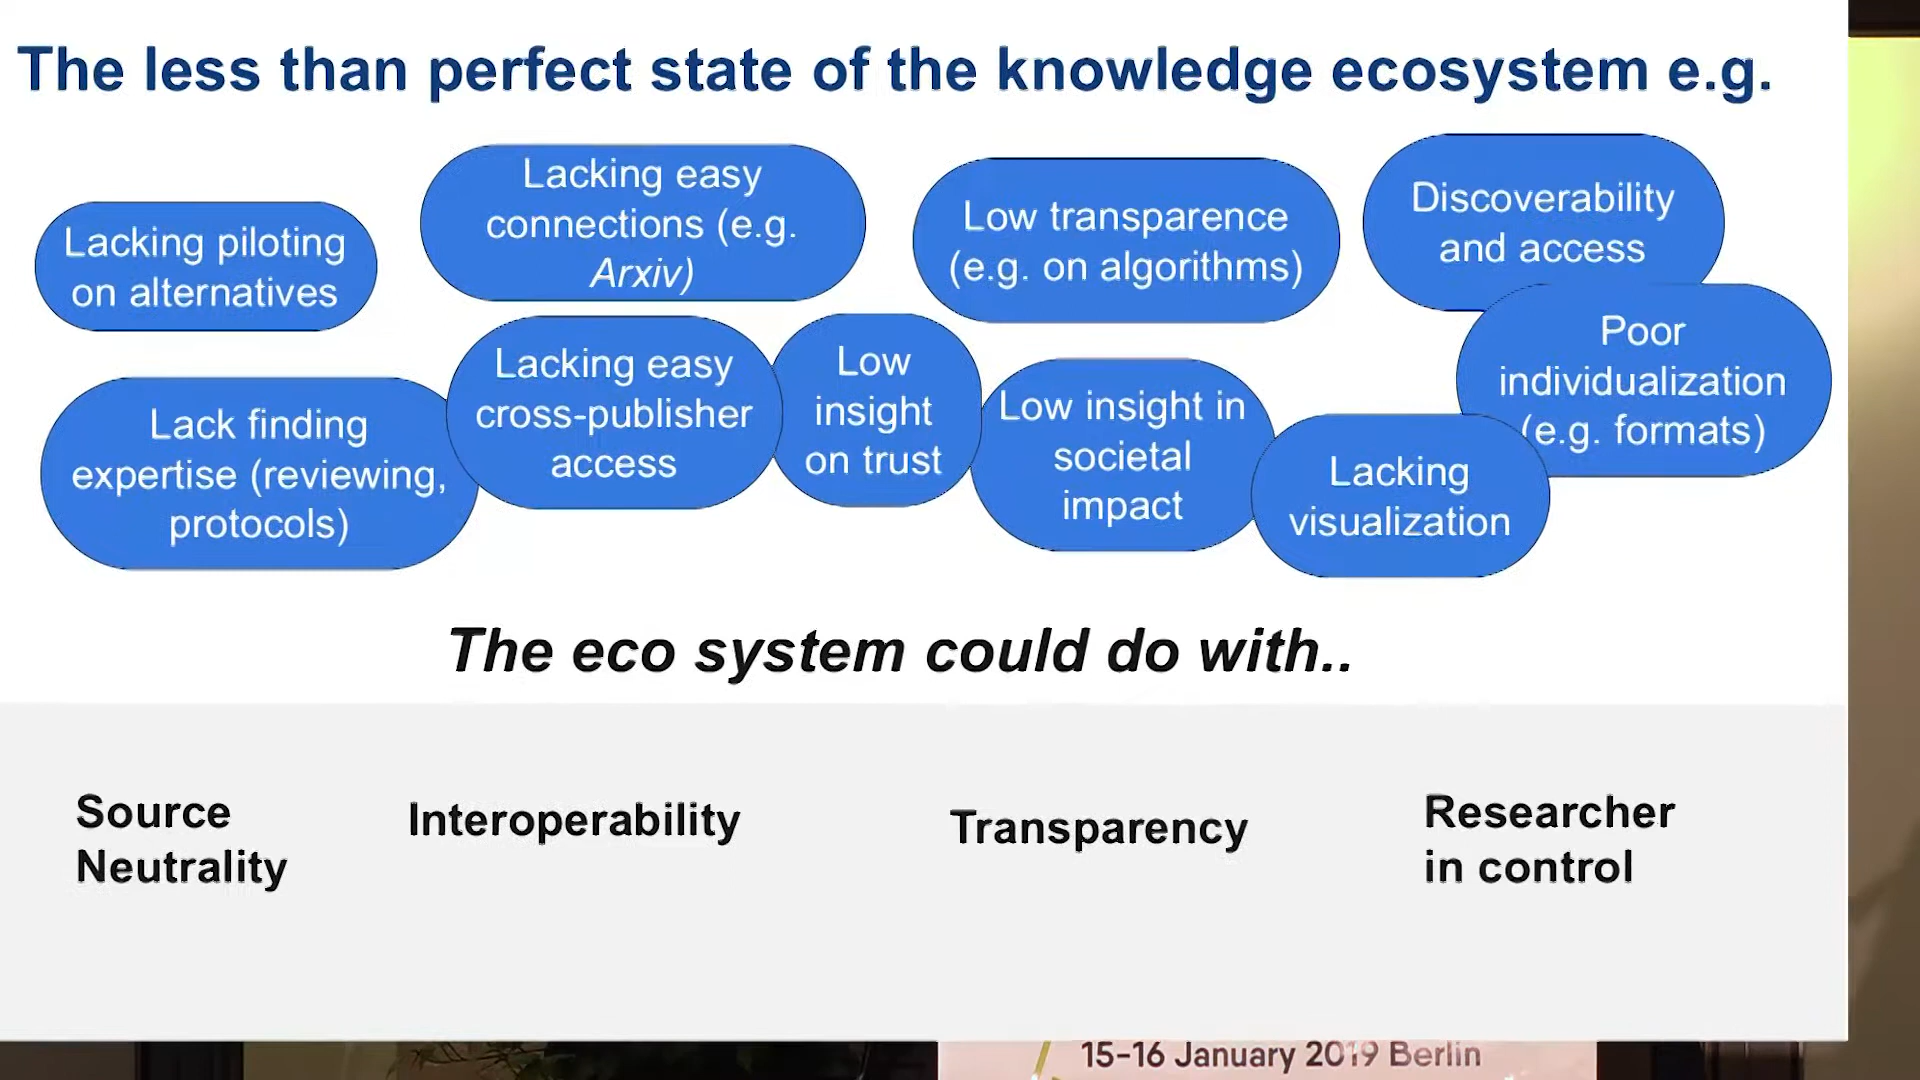 The less than perfect state of the knowledge ecosystem e.g.
Lacking piloting
on alternatives
Lacking easy
connections (e.g.
Arxiv)
Low transparence
(e.g. on algorithms)
Discoverability
and access
Lack finding
expertise (reviewing,
protocols)
Lacking easy
cross-publisher
access
Low
insight
on trust
Low insight in
societal
impact
Lacking
visualization
Poor
individualization
(e.g. formats)
The eco system could do with..
Source
Neutrality
Interoperability
Transparency
Researcher
in control
15-16 January 2019 Berlin